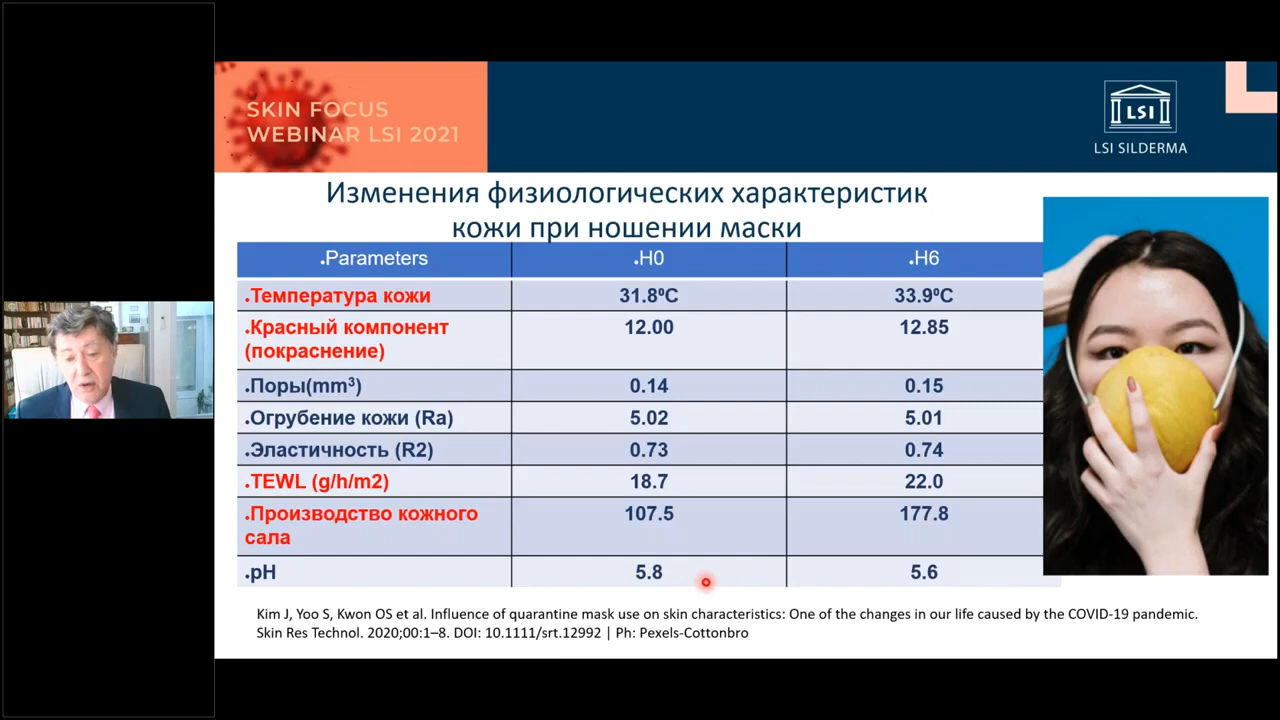 SKIN FOCUS
WEBINAR LSI 2021
LSI
LSI SILDERMA
Изменения физиологических характеристик
кожи при ношении маски
.Parameters .H0 .H6
.Температура кожи 31.8⁰C 33.9⁰C
.Красный компонент 12.00 12.85
(покраснение)
.Поры(mm³) 0.14 0.15
.Огрубение кожи (Ra) 5.02 5.01
.Эластичность (R2) 0.73 0.74
.TEWL (g/h/m2) 18.7 22.0
.Производство кожного 107.5 177.8
сала
.pH 5.8 5.6
Kim J, Yoo S, Kwon OS et al. Influence of quarantine mask use on skin characteristics: One of the changes in our life caused by the COVID-19 pandemic.
Skin Res Technol. 2020;00:1–8. DOI: 10.1111/srt.12992 | Ph: Pexels-Cottonbro